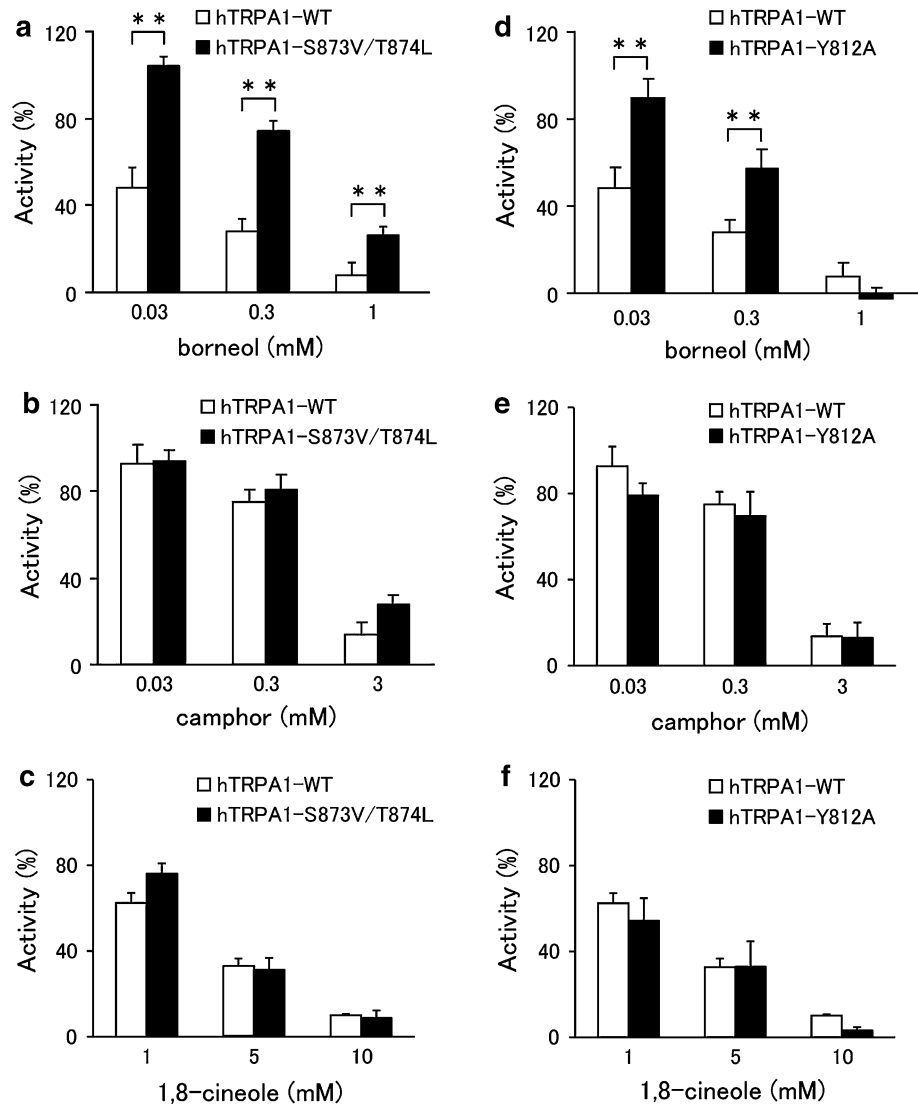 a
hTRPA1-WT
hTRPA1-S873V/T874L
120
80
40
0
Activity (%)
* *
* *
* *
0.03 0.3 1
borneol (mM)
d
hTRPA1-WT
hTRPA1-Y812A
120
80
40
0
Activity (%)
* *
* *
0.03 0.3 1
borneol (mM)
b
hTRPA1-WT
hTRPA1-S873V/T874L
120
80
40
0
Activity (%)
0.03 0.3 3
camphor (mM)
e
hTRPA1-WT
hTRPA1-Y812A
120
80
40
0
Activity (%)
0.03 0.3 3
camphor (mM)
c
hTRPA1-WT
hTRPA1-S873V/T874L
120
80
40
0
Activity (%)
1 5 10
1,8-cineole (mM)
f
hTRPA1-WT
hTRPA1-Y812A
120
80
40
0
Activity (%)
1 5 10
1,8-cineole (mM)